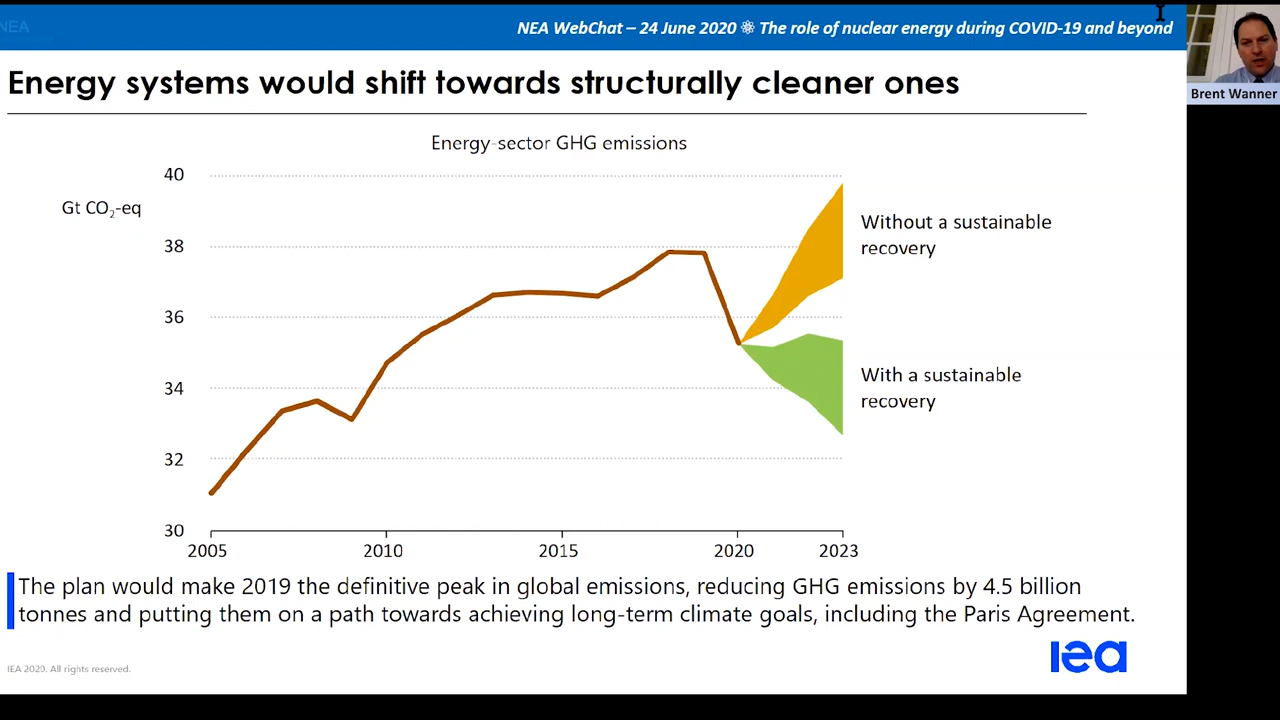 NEA
NEA WebChat – 24 June 2020 ⚛ The role of nuclear energy during COVID-19 and beyond
Brent Wanner
Energy systems would shift towards structurally cleaner ones
Energy-sector GHG emissions
Gt CO₂-eq
40
38
36
34
32
30
2005
2010
2015
2020
2023
Without a sustainable
recovery
With a sustainable
recovery
The plan would make 2019 the definitive peak in global emissions, reducing GHG emissions by 4.5 billion
tonnes and putting them on a path towards achieving long-term climate goals, including the Paris Agreement.
IEA 2020. All rights reserved.
iea